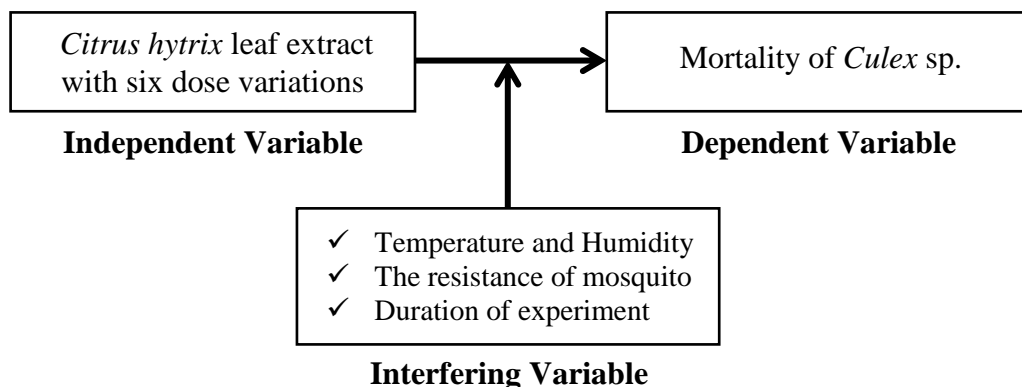 Citrus hytrix leaf extract
with six dose variations
Independent Variable
Mortality of Culex sp.
Dependent Variable
✓ Temperature and Humidity
✓ The resistance of mosquito
✓ Duration of experiment
Interfering Variable